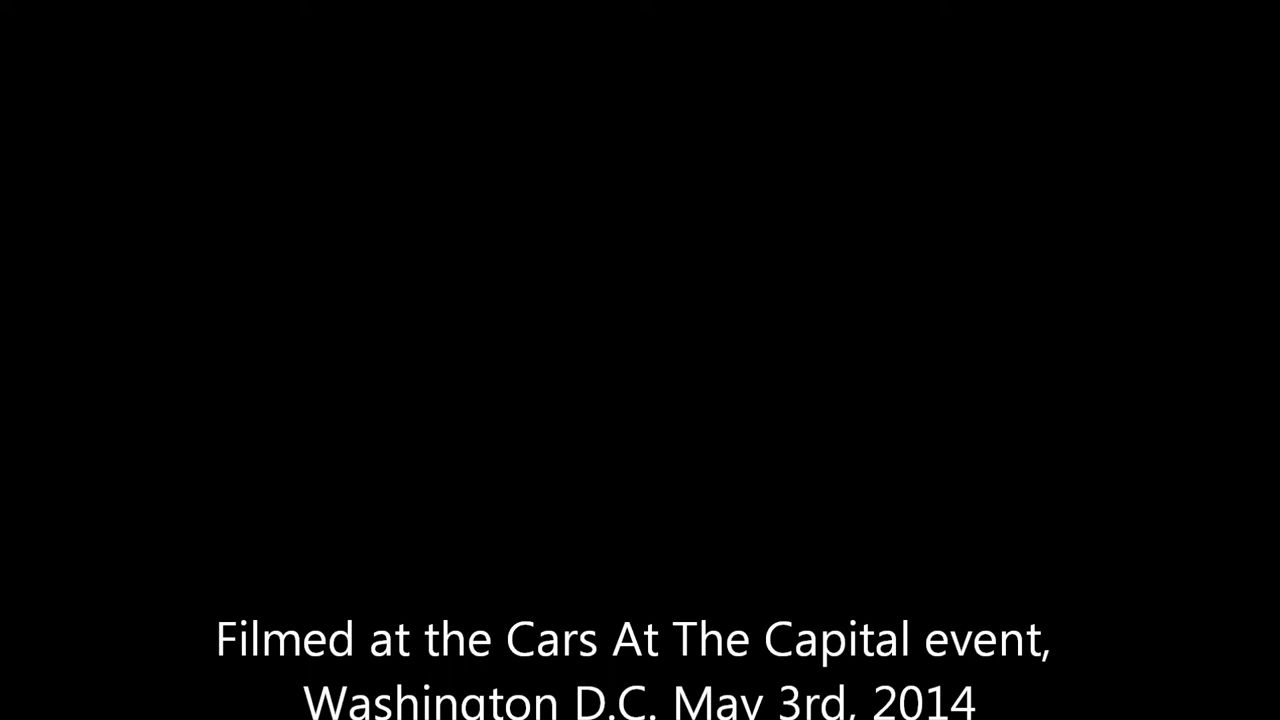 Filmed at the Cars At The Capital event,
Washington D.C. May 3rd, 2014